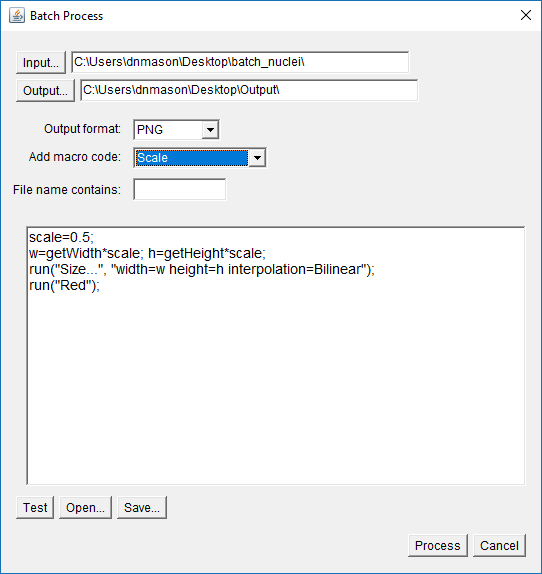 Batch Process
Input... C:\Users\dnmason\Desktop\batch_nuclei\
Output... C:\Users\dnmason\Desktop\Output\
Output format: PNG
Add macro code: Scale
File name contains:
scale=0.5;
w=getWidth*scale; h=getHeight*scale;
run("Size...", "width=w height=h interpolation=Bilinear");
run("Red");
Test Open... Save...
Process Cancel